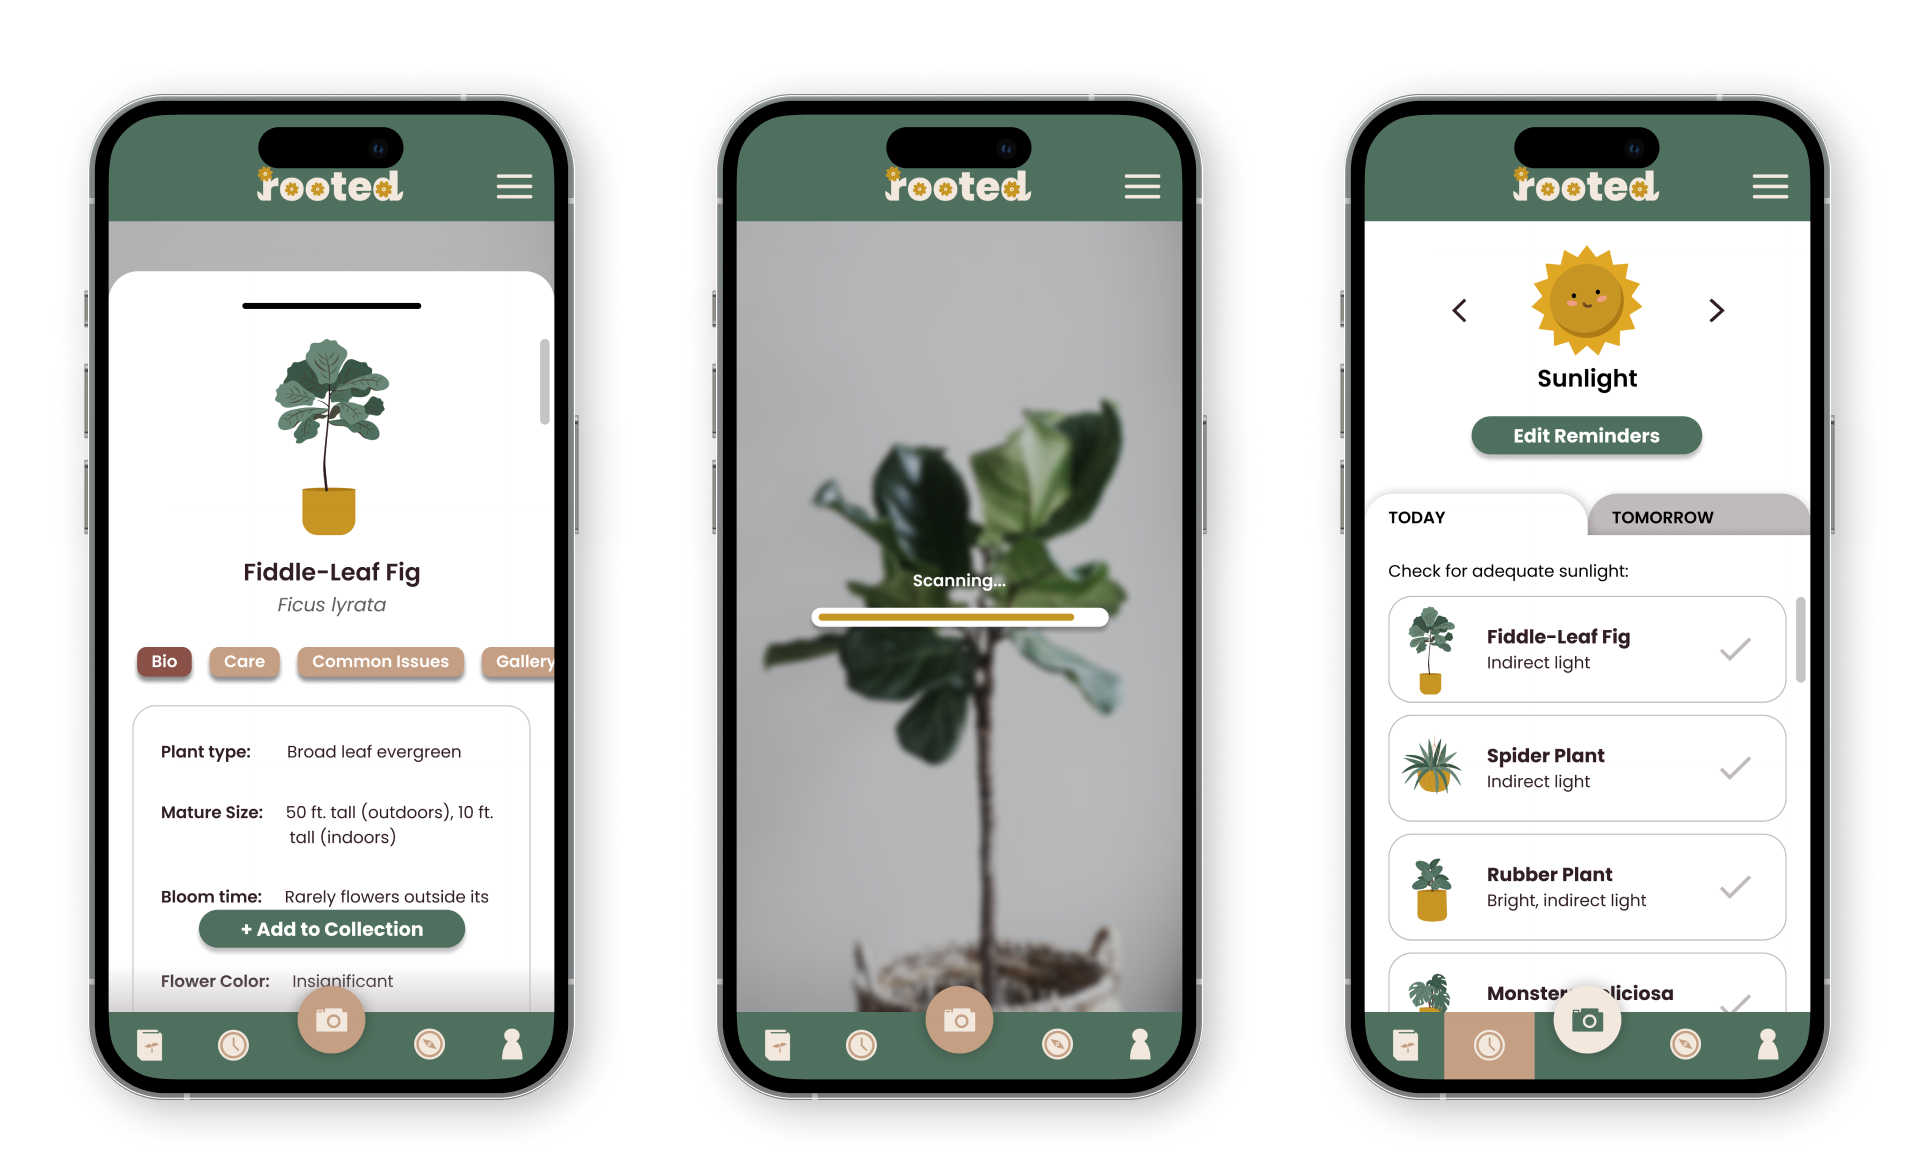 rooted
Fiddle-Leaf Fig
Ficus lyrata
Bio Care Common Issues Gallery
Plant type: Broad leaf evergreen
Mature Size: 50 ft. tall (outdoors), 10 ft.
tall (indoors)
Bloom time: Rarely flowers outside its
+ Add to Collection
Flower Color: Insignificant
rooted
Scanning...
rooted
Sunlight
Edit Reminders
TODAY TOMORROW
Check for adequate sunlight:
Fiddle-Leaf Fig
Indirect light
Spider Plant
Indirect light
Rubber Plant
Bright, indirect light
Monstera deliciosa